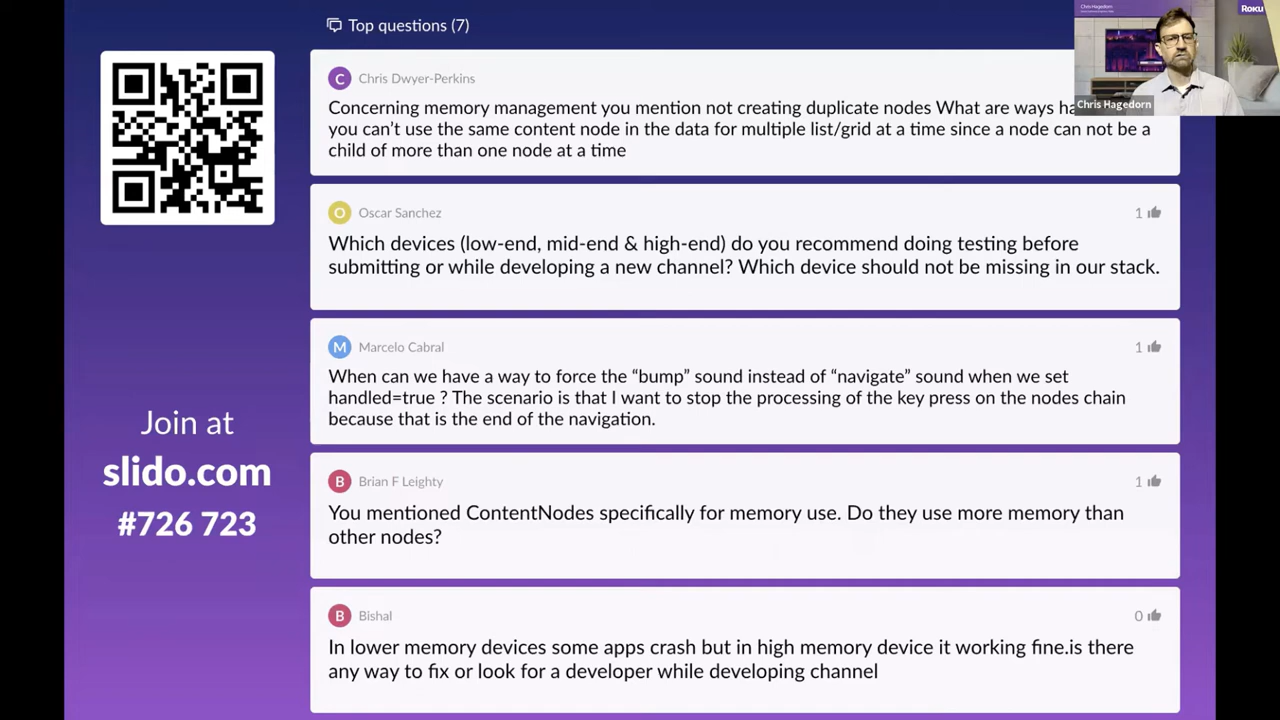 Top questions (7)
Chris Hagedorn
Roku
C Chris Dwyer-Perkins
Concerning memory management you mention not creating duplicate nodes What are ways
you can't use the same content node in the data for multiple list/grid at a time since a node can not be a
child of more than one node at a time
Chris Hagedorn
O Oscar Sanchez 1
Which devices (low-end, mid-end & high-end) do you recommend doing testing before
submitting or while developing a new channel? Which device should not be missing in our stack.
M Marcelo Cabral 1
When can we have a way to force the “bump” sound instead of “navigate” sound when we set
handled=true ? The scenario is that I want to stop the processing of the key press on the nodes chain
because that is the end of the navigation.
Join at
slido.com
#726 723
B Brian F Leighty 1
You mentioned ContentNodes specifically for memory use. Do they use more memory than
other nodes?
B Bishal 0
In lower memory devices some apps crash but in high memory device it working fine.is there
any way to fix or look for a developer while developing channel